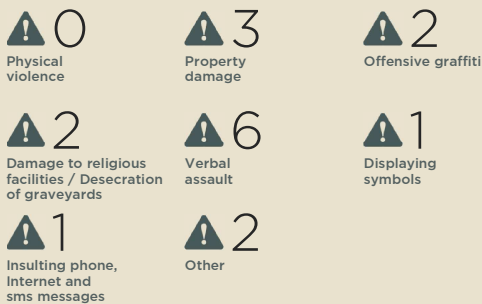 0
Physical
violence
3
Property
damage
2
Offensive graffiti
2
Damage to religious
facilities / Desecration
of graveyards
6
Verbal
assault
1
Displaying
symbols
1
Insulting phone,
Internet and
sms messages
2
Other